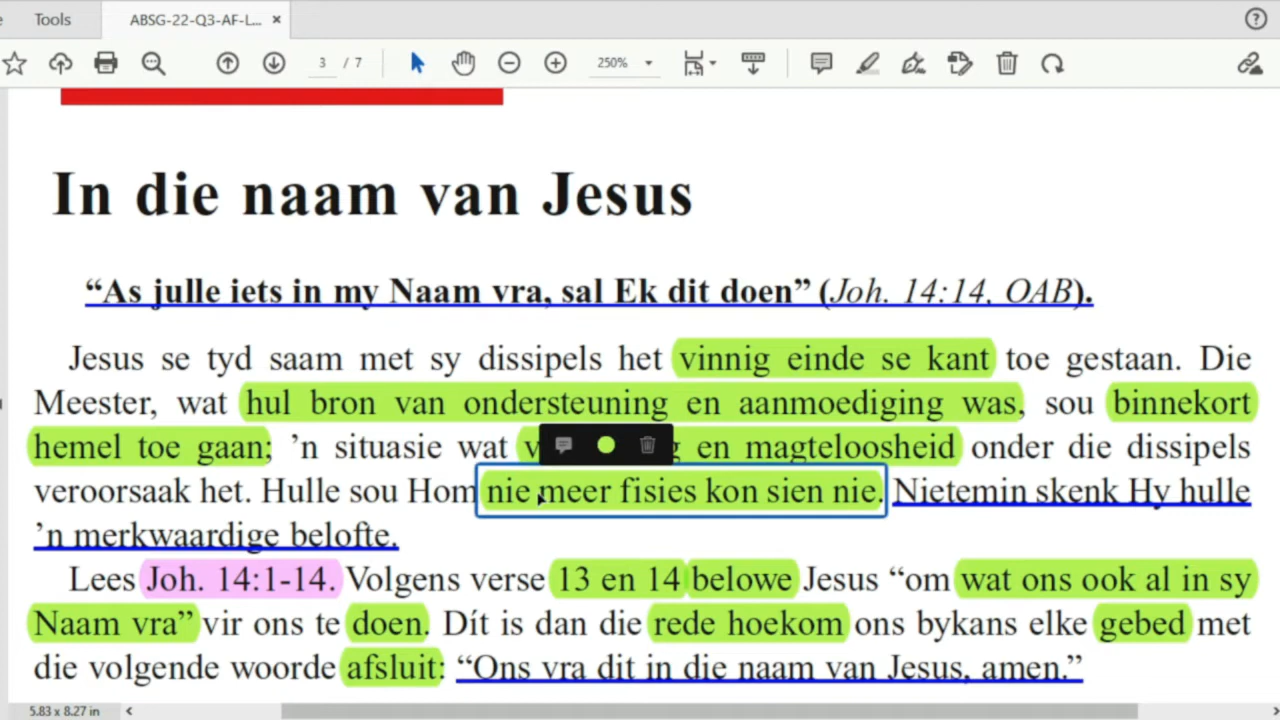 Tools
ABSG-22-Q3-AF-L... ×
3 / 7
250%
In die naam van Jesus
“As julle iets in my Naam vra, sal Ek dit doen” (Joh. 14:14, OAB).
Jesus se tyd saam met sy dissipels het vinnig einde se kant toe gestaan. Die
Meester, wat hul bron van ondersteuning en aanmoediging was, sou binnekort
hemel toe gaan; ’n situasie wat en magteloosheid onder die dissipels
veroorsaak het. Hulle sou Hom nie meer fisies kon sien nie. Nietemin skenk Hy hulle
’n merkwaardige belofte.
Lees Joh. 14:1-14. Volgens verse 13 en 14 belowe Jesus “om wat ons ook al in sy
Naam vra” vir ons te doen. Dít is dan die rede hoekom ons bykans elke gebed met
die volgende woorde afsluit: “Ons vra dit in die naam van Jesus, amen.”
5.83 x 8.27 in